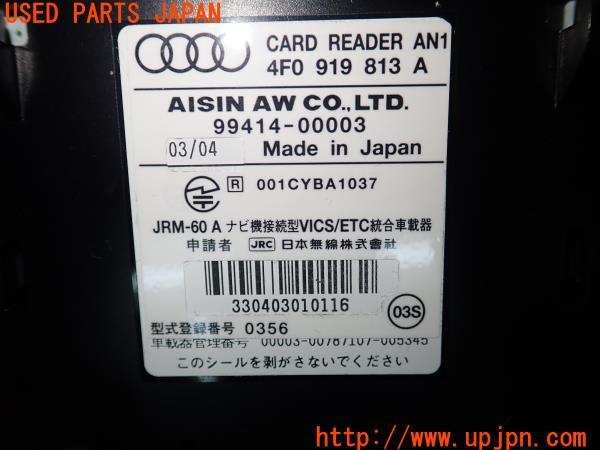 USED PARTS JAPAN
CARD READER AN1
4F0 919 813 A
AISIN AW CO.,LTD.
99414-00003
03/04 Made in Japan
R 001CYBA1037
JRM-60 A ナビ機接続型VICS/ETC統合車載器
申請者 JRC 日本無線株式会社
330403010116
03S
型式登録番号 0356
車載器管理番号 00003-00787107-005345
このシールを剥がさないでください
UPJ http://www.upjpn.com